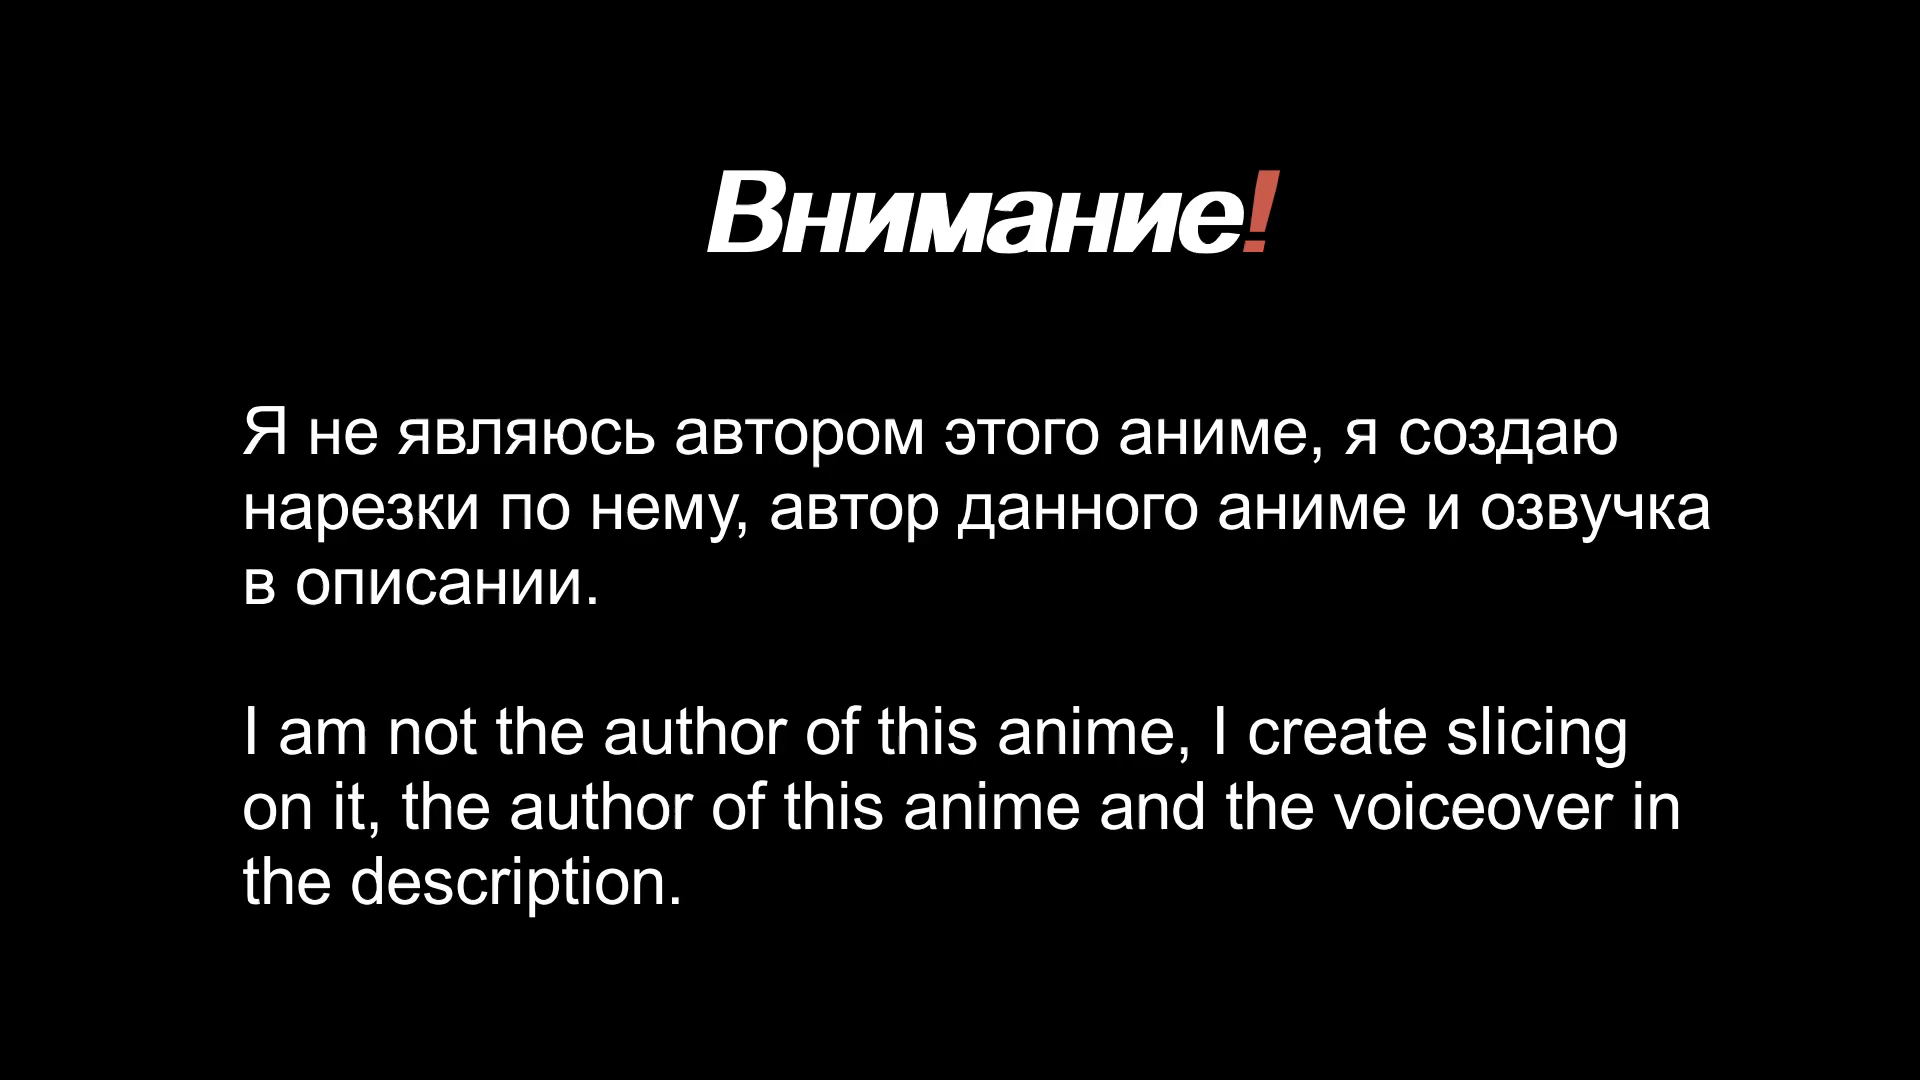 Внимание!
Я не являюсь автором этого аниме, я создаю
нарезки по нему, автор данного аниме и озвучка
в описании.
I am not the author of this anime, I create slicing
on it, the author of this anime and the voiceover in
the description.